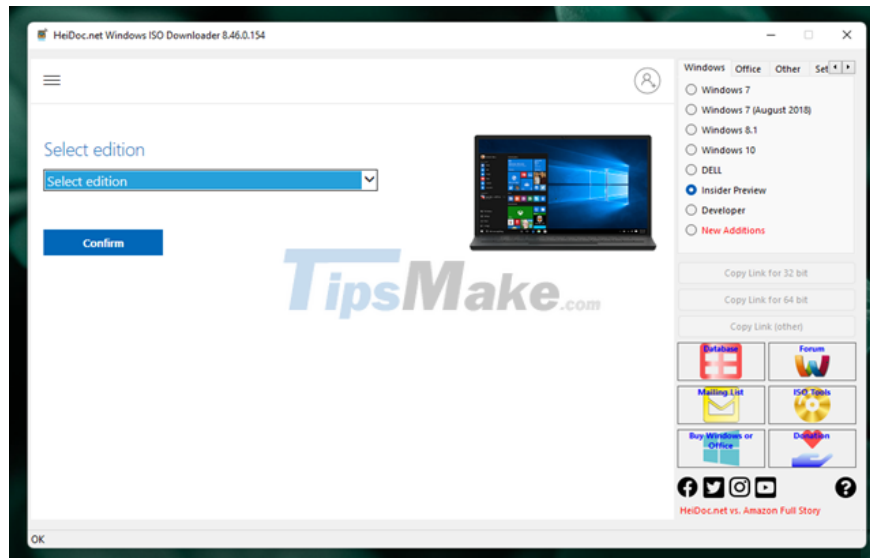 HeiDoc.net Windows ISO Downloader 8.46.0.154
Select edition
Select edition
Confirm
TipsMake.com
Windows Office Other Set
Windows 7
Windows 7 (August 2018)
Windows 8.1
Windows 10
DELL
Insider Preview
Developer
New Additions
Copy Link for 32 bit
Copy Link for 64 bit
Copy Link (other)
Database Forum
Mailing List ISO Tools
Buy Windows or Office Donation
HeiDoc.net vs. Amazon Full Story
OK